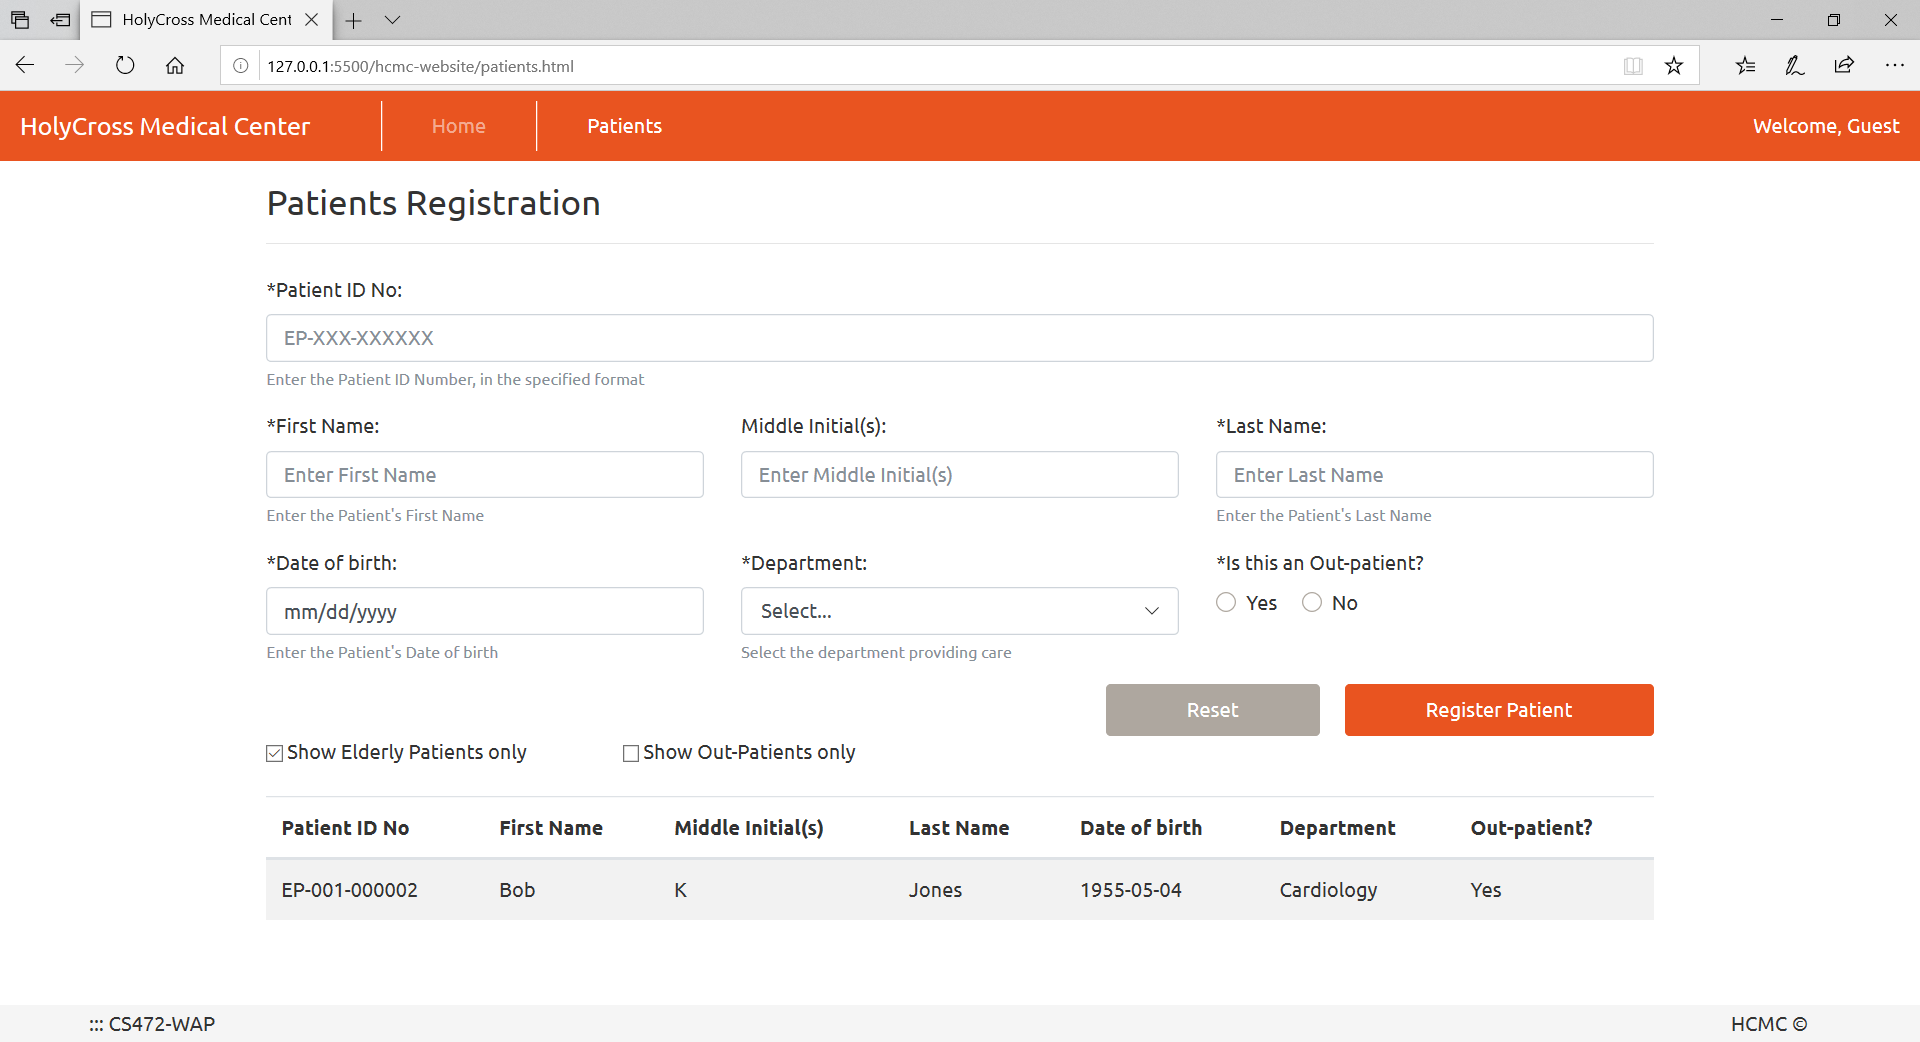 HolyCross Medical Cent
127.0.0.1:5500/hcmc-website/patients.html
HolyCross Medical Center Home Patients Welcome, Guest
Patients Registration
*Patient ID No:
EP-XXX-XXXXXX
Enter the Patient ID Number, in the specified format
*First Name: Middle Initial(s): *Last Name:
Enter First Name Enter Middle Initial(s) Enter Last Name
Enter the Patient's First Name Enter the Patient's Last Name
*Date of birth: *Department: *Is this an Out-patient?
mm/dd/yyyy Select... Yes No
Enter the Patient's Date of birth Select the department providing care
Reset Register Patient
Show Elderly Patients only Show Out-Patients only
Patient ID No First Name Middle Initial(s) Last Name Date of birth Department Out-patient?
EP-001-000002 Bob K Jones 1955-05-04 Cardiology Yes
::: CS472-WAP HCMC ©